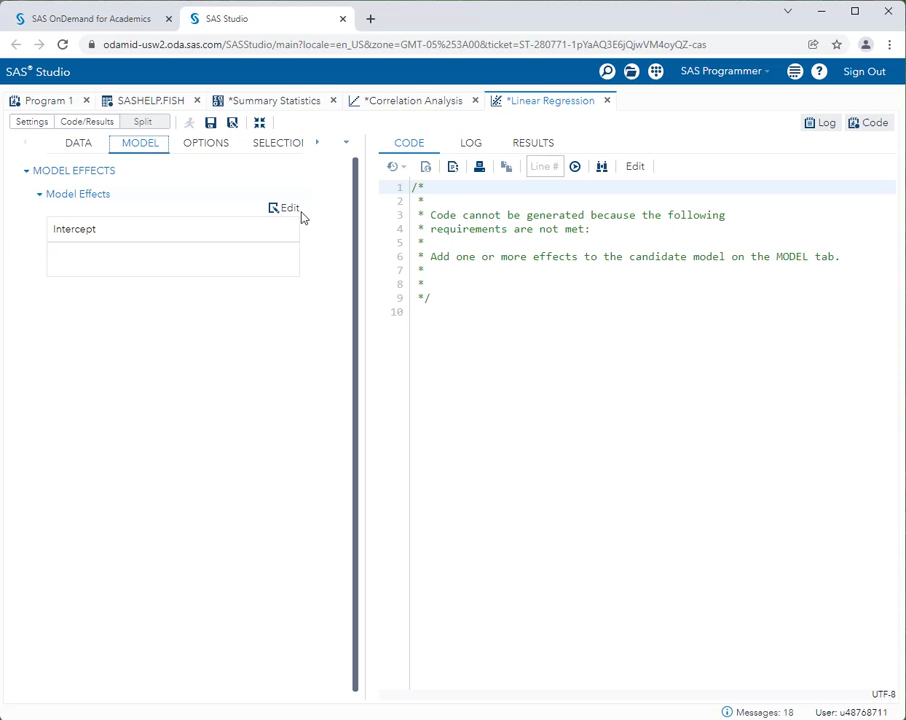 SAS OnDemand for Academics
SAS Studio
odamid-usw2.oda.sas.com/SASStudio/main?locale=en_US&zone=GMT-05%253A00&ticket=ST-280771-1pYaAQ3E6jQjwVM4oyQZ-cas
SAS® Studio
SAS Programmer
Sign Out
Program 1
SASHELP.FISH
*Summary Statistics
*Correlation Analysis
*Linear Regression
Settings
Code/Results
Split
Log
Code
DATA
MODEL
OPTIONS
SELECTION
CODE
LOG
RESULTS
Line #
Edit
MODEL EFFECTS
Model Effects
Edit
Intercept
1 /*
2 *
3 * Code cannot be generated because the following
4 * requirements are not met:
5 *
6 * Add one or more effects to the candidate model on the MODEL tab.
7 *
8 *
9 */
10
UTF-8
Messages: 18
User: u48768711